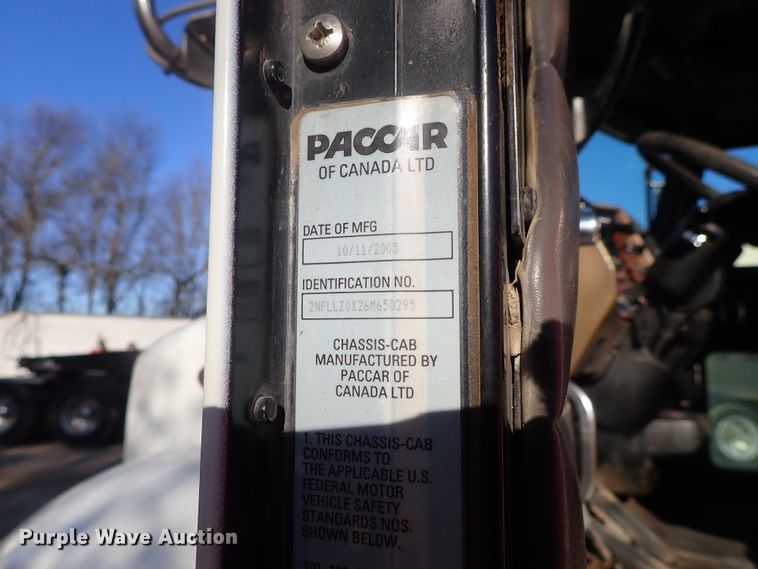 PACCAR
OF CANADA LTD
DATE OF MFG
10/11/2005
IDENTIFICATION NO.
2NPLLZ0X26M650295
CHASSIS-CAB
MANUFACTURED BY
PACCAR OF
CANADA LTD
1. THIS CHASSIS-CAB
CONFORMS TO
THE APPLICABLE U.S.
FEDERAL MOTOR
VEHICLE SAFETY
STANDARDS NOS.
SHOWN BELOW.
Purple Wave Auction